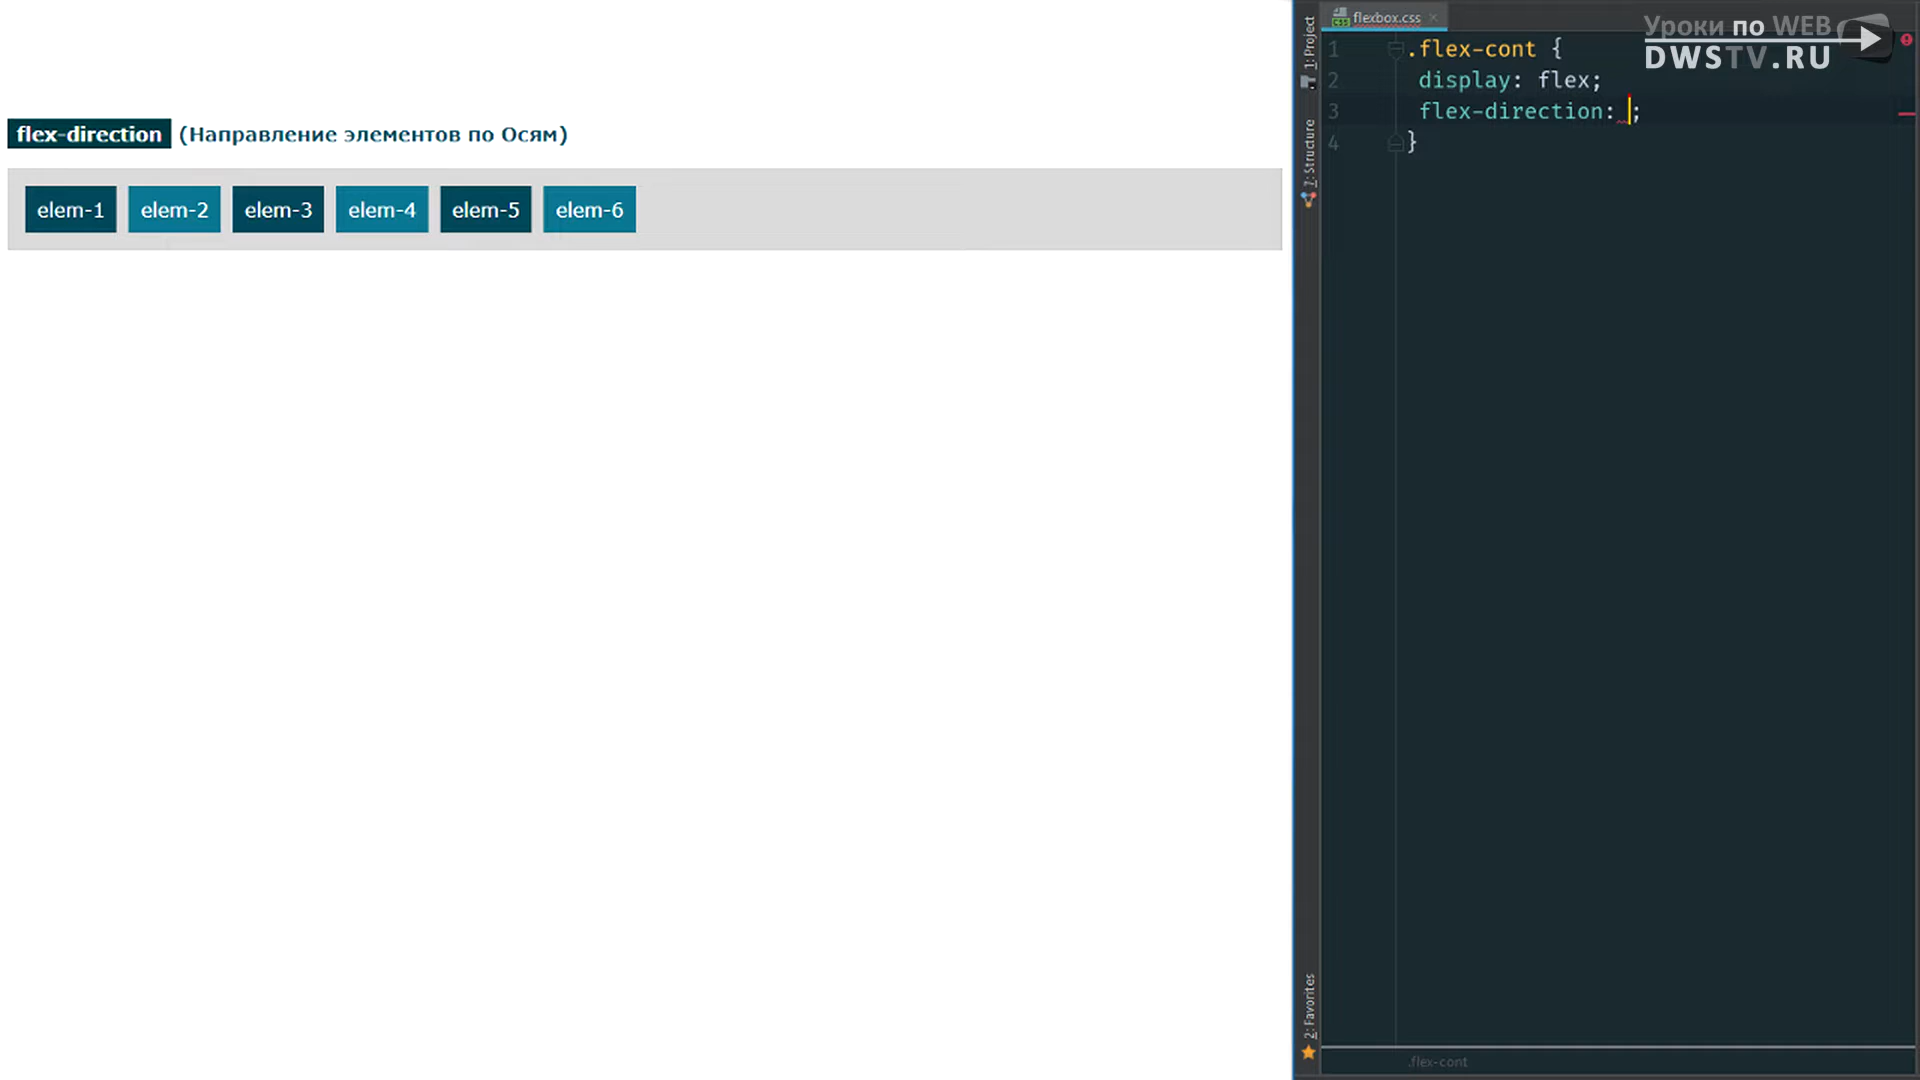 flex-direction (Направление элементов по Осям)
elem-1 elem-2 elem-3 elem-4 elem-5 elem-6
1: Project
7: Structure
2: Favorites
flexbox.css
Уроки по WEB
DWSTV.RU
1 .flex-cont {
2 display: flex;
3 flex-direction: ;
4 }
.flex-cont